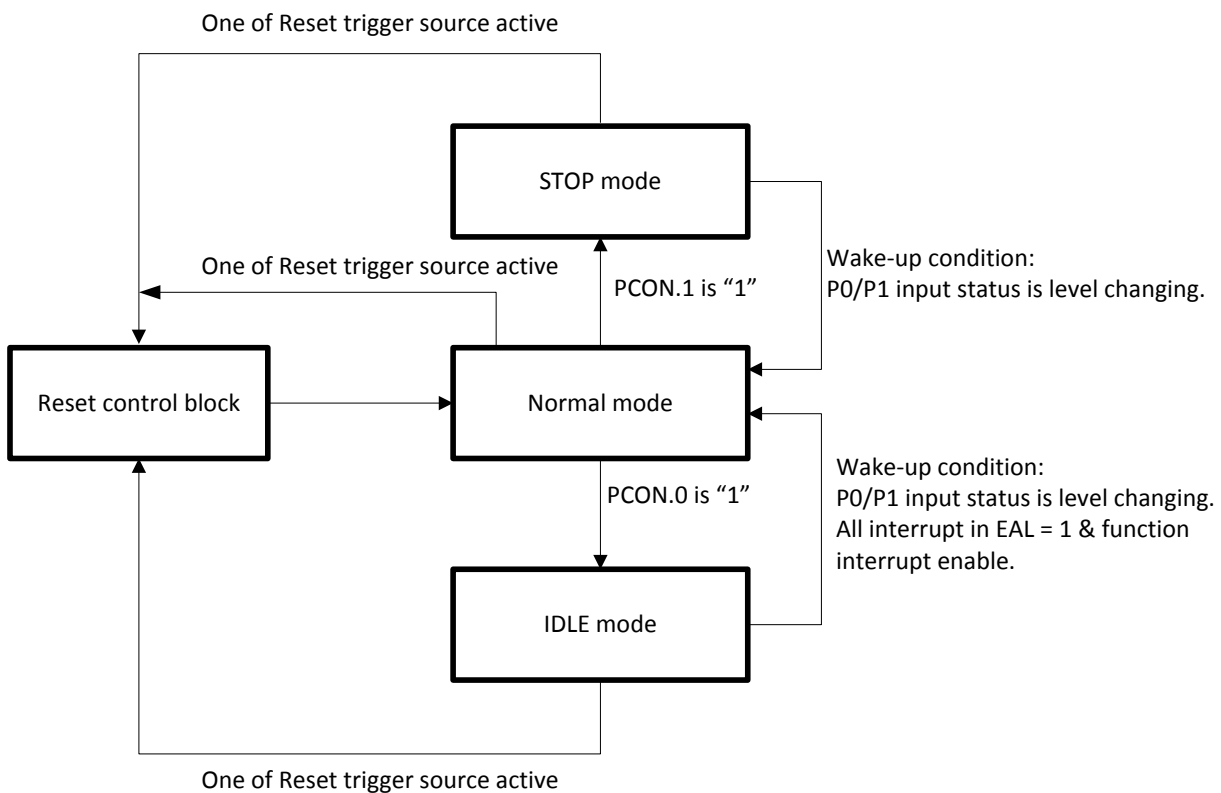 One of Reset trigger source active
STOP mode
One of Reset trigger source active
PCON.1 is “1”
Wake-up condition:
P0/P1 input status is level changing.
Reset control block
Normal mode
PCON.0 is “1”
Wake-up condition:
P0/P1 input status is level changing.
All interrupt in EAL = 1 & function
interrupt enable.
IDLE mode
One of Reset trigger source active